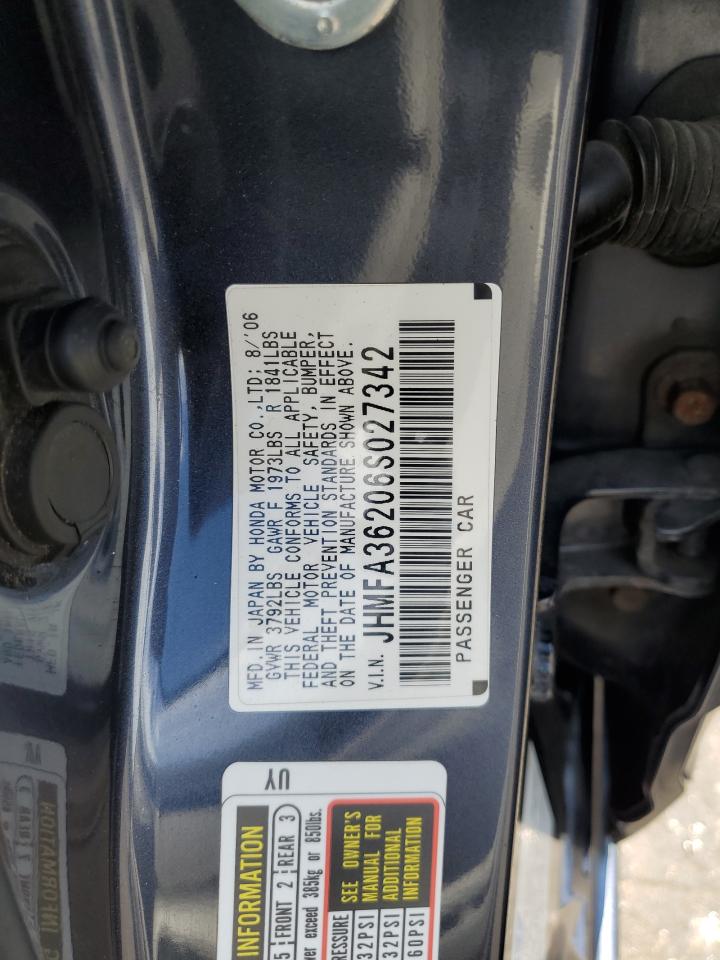 MFD. IN JAPAN BY HONDA MOTOR CO.,LTD; 8/'06
GVWR 3792LBS GAWR F 1973LBS R 1841LBS
THIS VEHICLE CONFORMS TO ALL APPLICABLE
FEDERAL MOTOR VEHICLE SAFETY, BUMPER,
AND THEFT PREVENTION STANDARDS IN EFFECT
ON THE DATE OF MANUFACTURE SHOWN ABOVE.
V.I.N. JHMFA36206S027342
PASSENGER CAR
UY
INFORMATION
5 FRONT 2 REAR 3
ver exceed 385kg or 850lbs.
RESSURE SEE OWNER'S
MANUAL FOR
32PSI ADDITIONAL
32PSI INFORMATION
60PSI